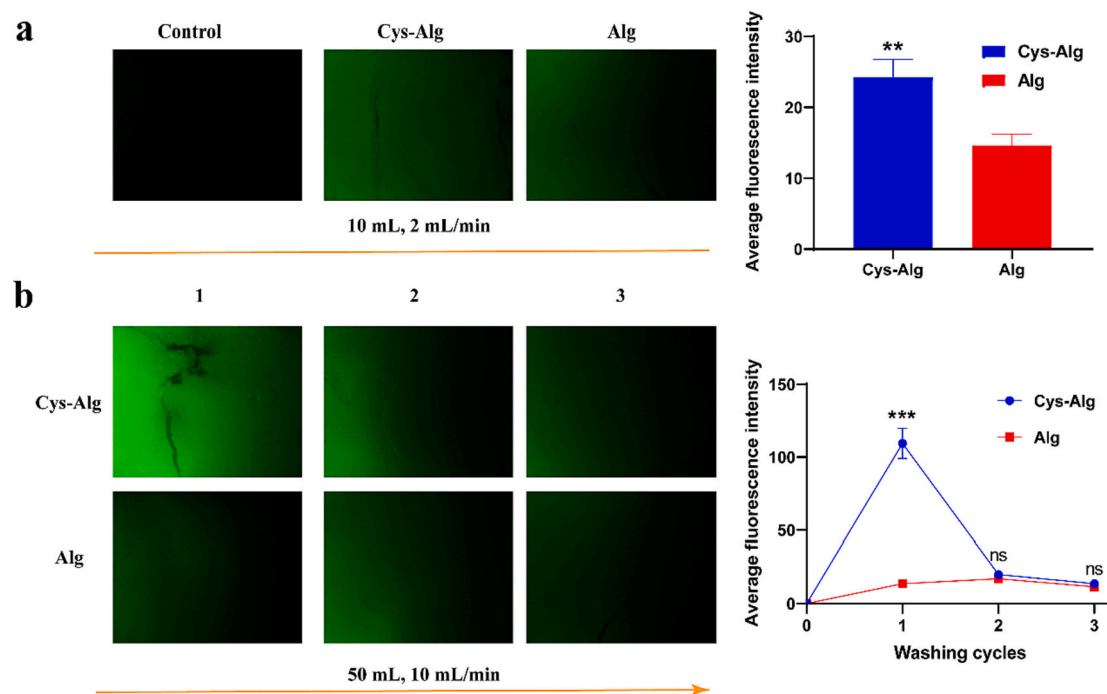 a
Control
Cys-Alg
Alg
10 mL, 2 mL/min
Average fluorescence intensity
30
20
10
0
**
Cys-Alg
Alg
Cys-Alg
Alg
b
1
2
3
Cys-Alg
Alg
50 mL, 10 mL/min
Average fluorescence intensity
150
100
50
0
***
ns
ns
Cys-Alg
Alg
0
1
2
3
Washing cycles